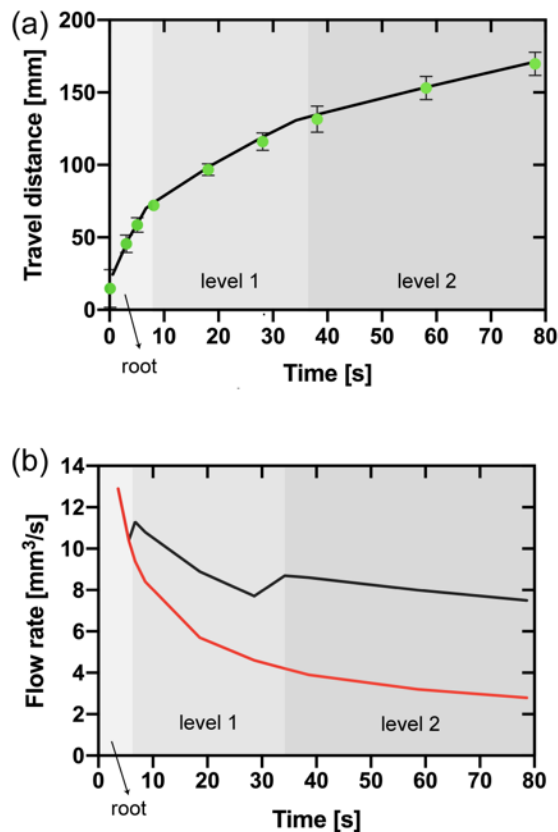 (a)
Travel distance [mm]
200
150
100
50
0
level 1
level 2
0 10 20 30 40 50 60 70 80
root
Time [s]
(b)
Flow rate [mm³/s]
14
12
10
8
6
4
2
0
level 1
level 2
0 10 20 30 40 50 60 70 80
root
Time [s]